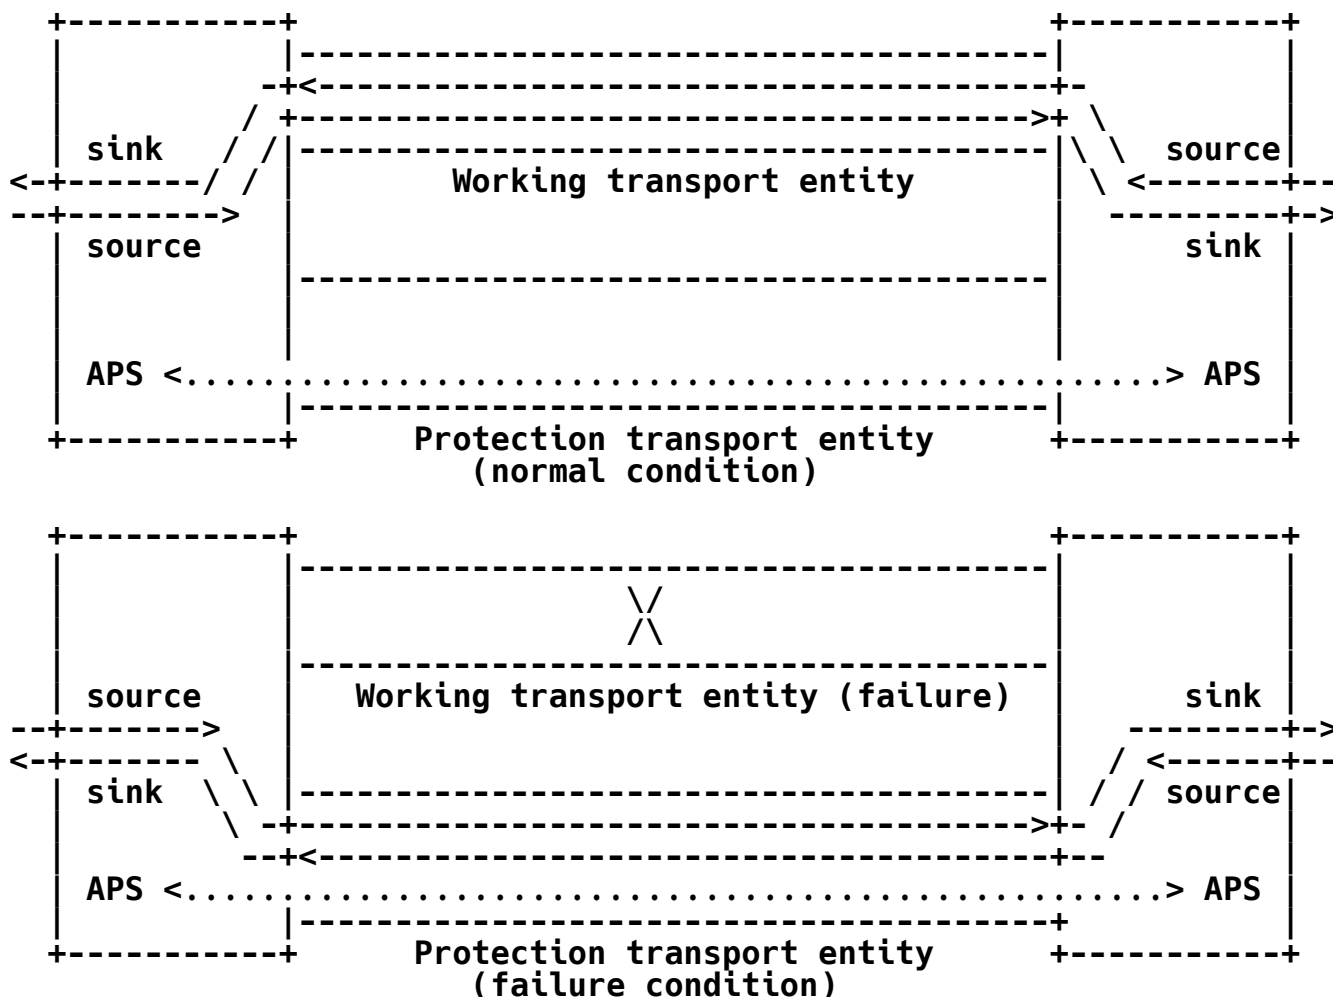 sink source
Working transport entity
source sink
APS APS
Protection transport entity
(normal condition)
source Working transport entity (failure) sink
sink source
APS APS
Protection transport entity
(failure condition)